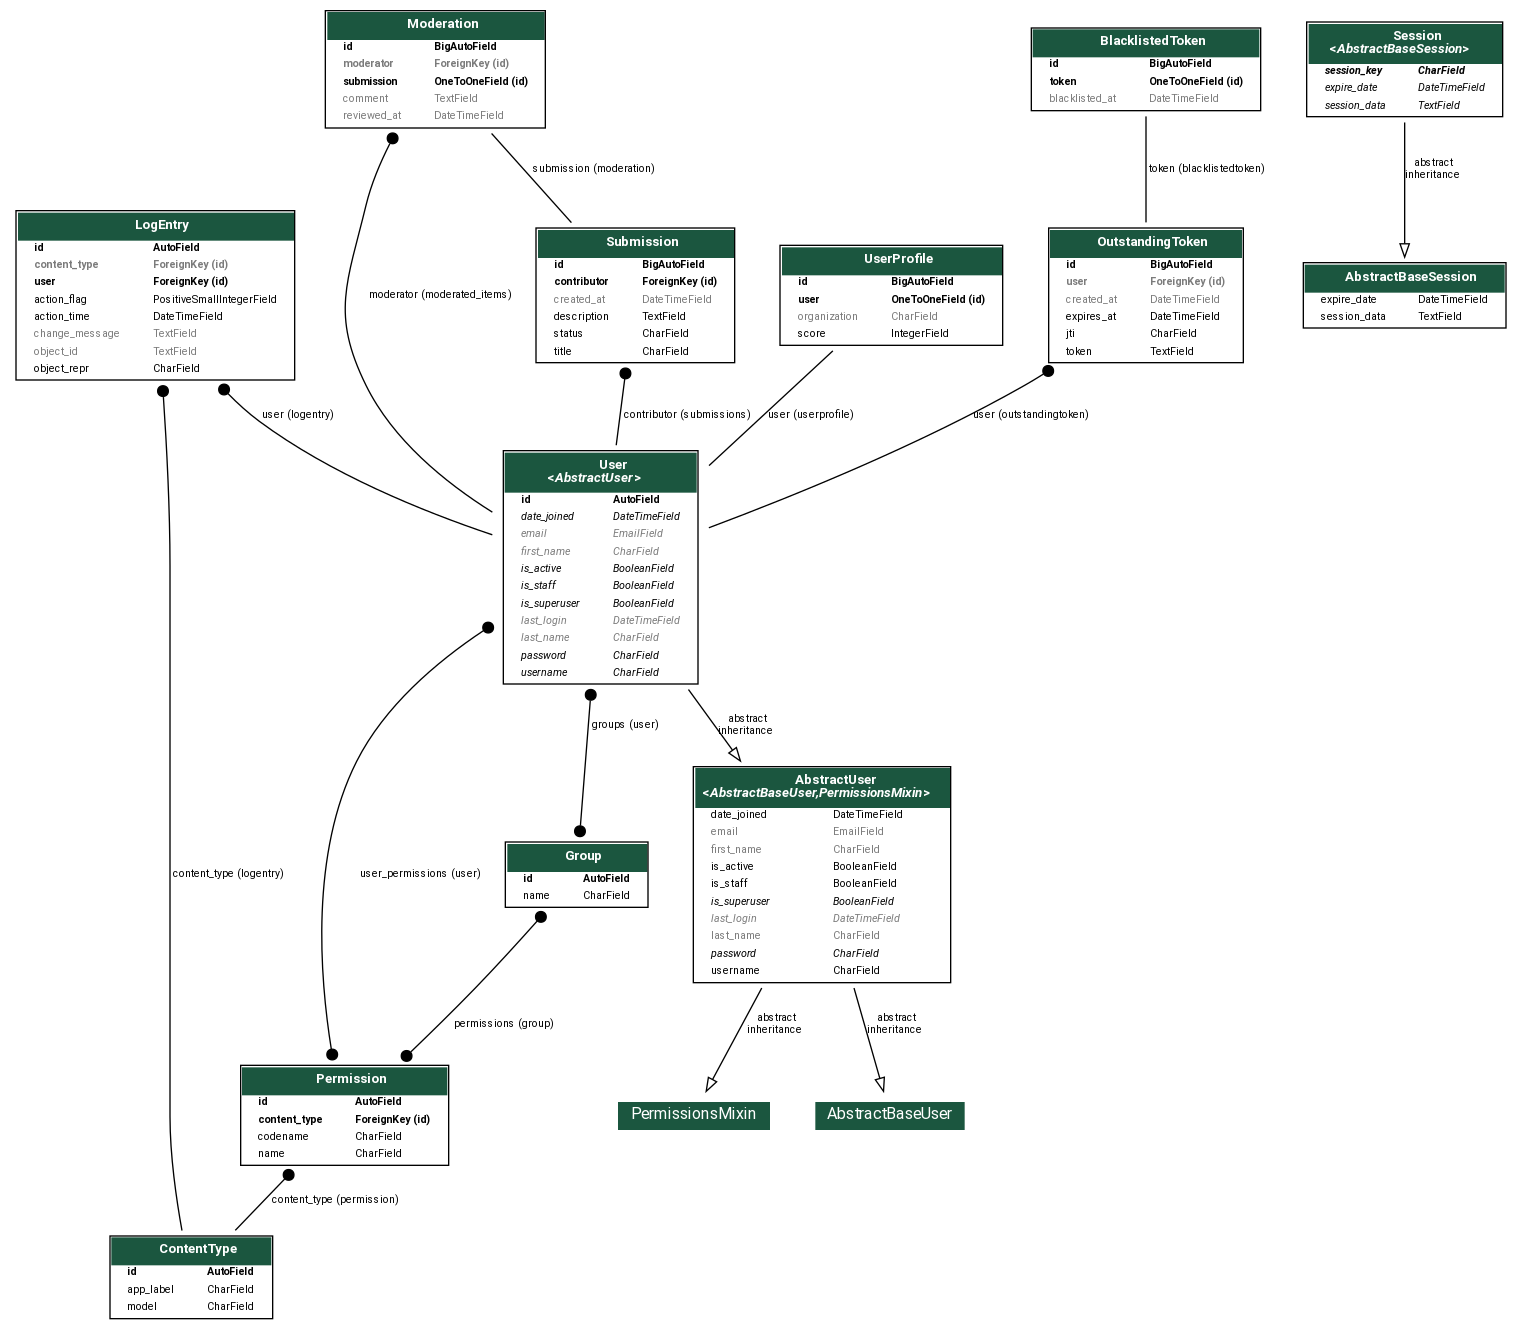 Moderation
id BigAutoField
moderator ForeignKey (id)
submission OneToOneField (id)
comment TextField
reviewed_at DateTimeField
BlacklistedToken
id BigAutoField
token OneToOneField (id)
blacklisted_at DateTimeField
Session
<AbstractBaseSession>
session_key CharField
expire_date DateTimeField
session_data TextField
submission (moderation)
token (blacklistedtoken)
abstract
inheritance
LogEntry
id AutoField
content_type ForeignKey (id)
user ForeignKey (id)
action_flag PositiveSmallIntegerField
action_time DateTimeField
change_message TextField
object_id TextField
object_repr CharField
moderator (moderated_items)
Submission
id BigAutoField
contributor ForeignKey (id)
created_at DateTimeField
description TextField
status CharField
title CharField
UserProfile
id BigAutoField
user OneToOneField (id)
organization CharField
score IntegerField
OutstandingToken
id BigAutoField
user ForeignKey (id)
created_at DateTimeField
expires_at DateTimeField
jti CharField
token TextField
AbstractBaseSession
expire_date DateTimeField
session_data TextField
user (logentry)
contributor (submissions)
user (userprofile)
user (outstandingtoken)
User
<AbstractUser>
id AutoField
date_joined DateTimeField
email EmailField
first_name CharField
is_active BooleanField
is_staff BooleanField
is_superuser BooleanField
last_login DateTimeField
last_name CharField
password CharField
username CharField
groups (user)
abstract
inheritance
AbstractUser
<AbstractBaseUser,PermissionsMixin>
date_joined DateTimeField
email EmailField
first_name CharField
is_active BooleanField
is_staff BooleanField
is_superuser BooleanField
last_login DateTimeField
last_name CharField
password CharField
username CharField
content_type (logentry)
user_permissions (user)
Group
id AutoField
name CharField
permissions (group)
abstract
inheritance
abstract
inheritance
Permission
id AutoField
content_type ForeignKey (id)
codename CharField
name CharField
PermissionsMixin
AbstractBaseUser
content_type (permission)
ContentType
id AutoField
app_label CharField
model CharField